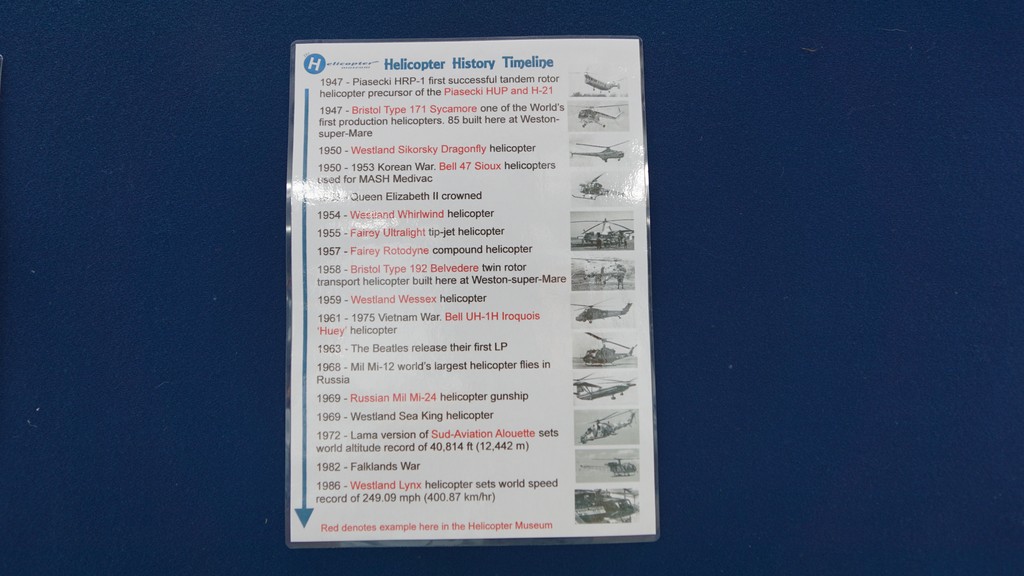 Helicopter
Helicopter History Timeline
1947 - Piasecki HRP-1 first successful tandem rotor
helicopter precursor of the Piasecki HUP and H-21
1947 - Bristol Type 171 Sycamore one of the World's
first production helicopters. 85 built here at Weston-
super-Mare
1950 - Westland Sikorsky Dragonfly helicopter
1950 - 1953 Korean War. Bell 47 Sioux helicopters
used for MASH Medivac
- Queen Elizabeth II crowned
1954 - Westland Whirlwind helicopter
1955 - Fairey Ultralight tip-jet helicopter
1957 - Fairey Rotodyne compound helicopter
1958 - Bristol Type 192 Belvedere twin rotor
transport helicopter built here at Weston-super-Mare
1959 - Westland Wessex helicopter
1961 - 1975 Vietnam War. Bell UH-1H Iroquois
'Huey' helicopter
1963 - The Beatles release their first LP
1968 - Mil Mi-12 world's largest helicopter flies in
Russia
1969 - Russian Mil Mi-24 helicopter gunship
1969 - Westland Sea King helicopter
1972 - Lama version of Sud-Aviation Alouette sets
world altitude record of 40,814 ft (12,442 m)
1982 - Falklands War
1986 - Westland Lynx helicopter sets world speed
record of 249.09 mph (400.87 km/hr)
Red denotes example here in the Helicopter Museum